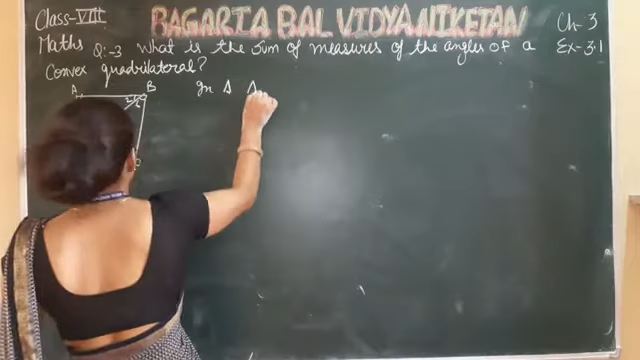 Class-VIII BAGARIA BAL VIDYA NIKETAN Ch-3
Maths Q:-3 What is the sum of measures of the angles of a Ex-3.1
Convex quadrilateral?
A B
In Δ